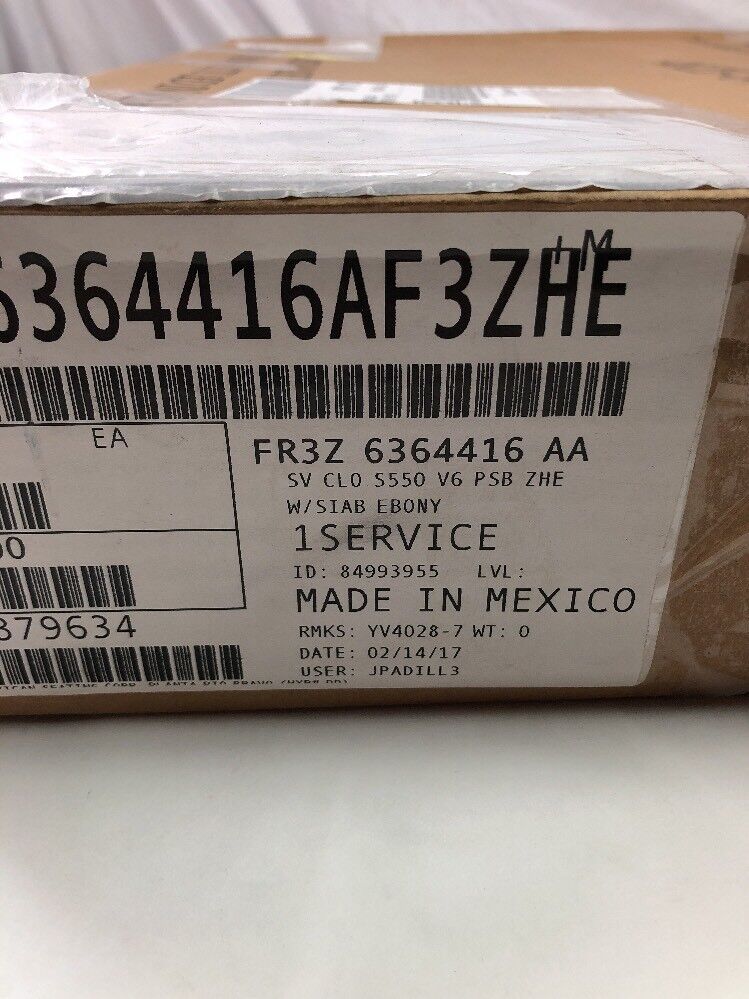 6364416AF3ZHE
+M
EA
FR3Z 6364416 AA
SV CLO S550 V6 PSB ZHE
W/SIAB EBONY
1SERVICE
00
ID: 84993955 LVL:
MADE IN MEXICO
879634
RMKS: YV4028-7 WT: 0
DATE: 02/14/17
USER: JPADILL3